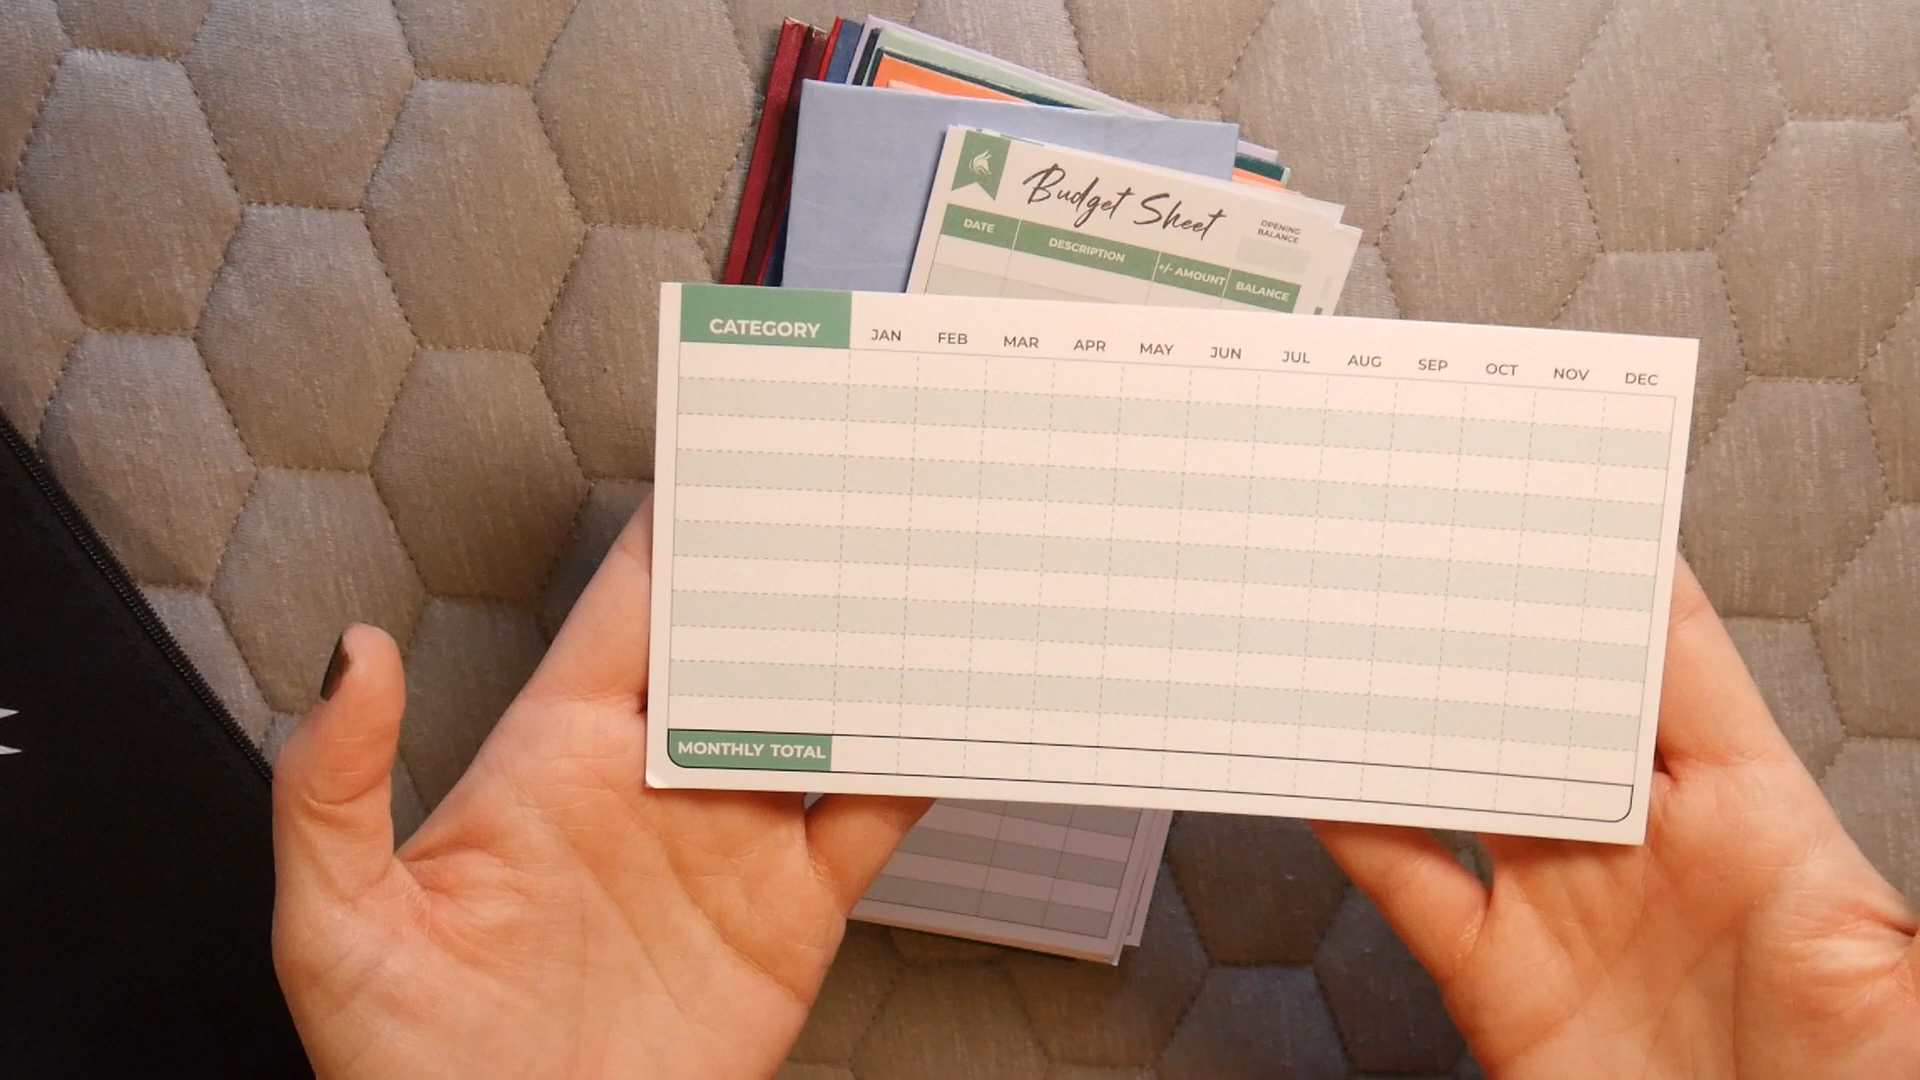 Budget Sheet
OPENING
BALANCE
DATE DESCRIPTION +/- AMOUNT BALANCE
CATEGORY JAN FEB MAR APR MAY JUN JUL AUG SEP OCT NOV DEC
MONTHLY TOTAL